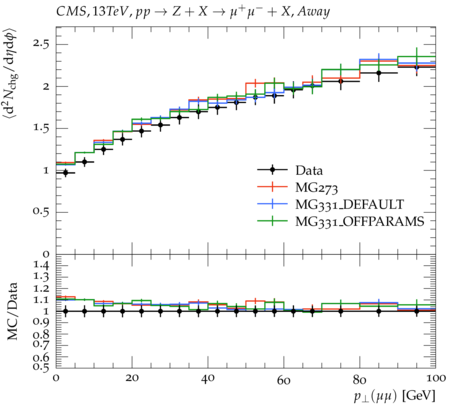 CMS, 13TeV, pp → Z + X → μ⁺μ⁻ + X, Away
⟨d²N_chg/dηdϕ⟩
2.5
2
1.5
1
0.5
0
Data
MG273
MG331_DEFAULT
MG331_OFFPARAMS
MC/Data
1.4
1.3
1.2
1.1
1.0
0.9
0.8
0.7
0.6
0.5
0 20 40 60 80 100
p⊥(μμ) [GeV]